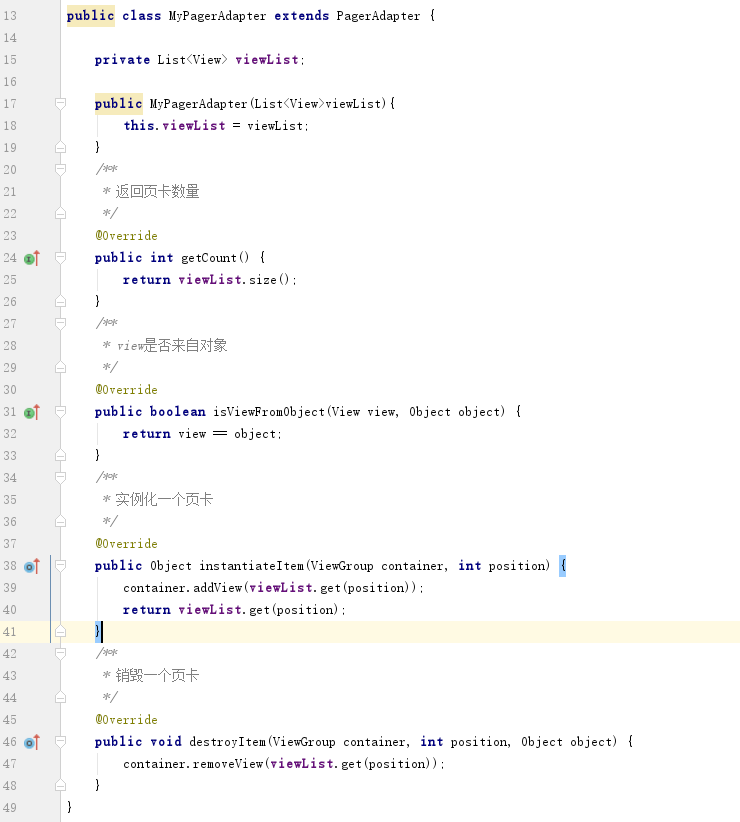 13 public class MyPagerAdapter extends PagerAdapter {
14
15 private List<View> viewList;
16
17 public MyPagerAdapter(List<View>viewList){
18 this.viewList = viewList;
19 }
20 /**
21 * 返回页卡数量
22 */
23 @Override
24 public int getCount() {
25 return viewList.size();
26 }
27 /**
28 * view是否来自对象
29 */
30 @Override
31 public boolean isViewFromObject(View view, Object object) {
32 return view == object;
33 }
34 /**
35 * 实例化一个页卡
36 */
37 @Override
38 public Object instantiateItem(ViewGroup container, int position) {
39 container.addView(viewList.get(position));
40 return viewList.get(position);
41 }
42 /**
43 * 销毁一个页卡
44 */
45 @Override
46 public void destroyItem(ViewGroup container, int position, Object object) {
47 container.removeView(viewList.get(position));
48 }
49 }